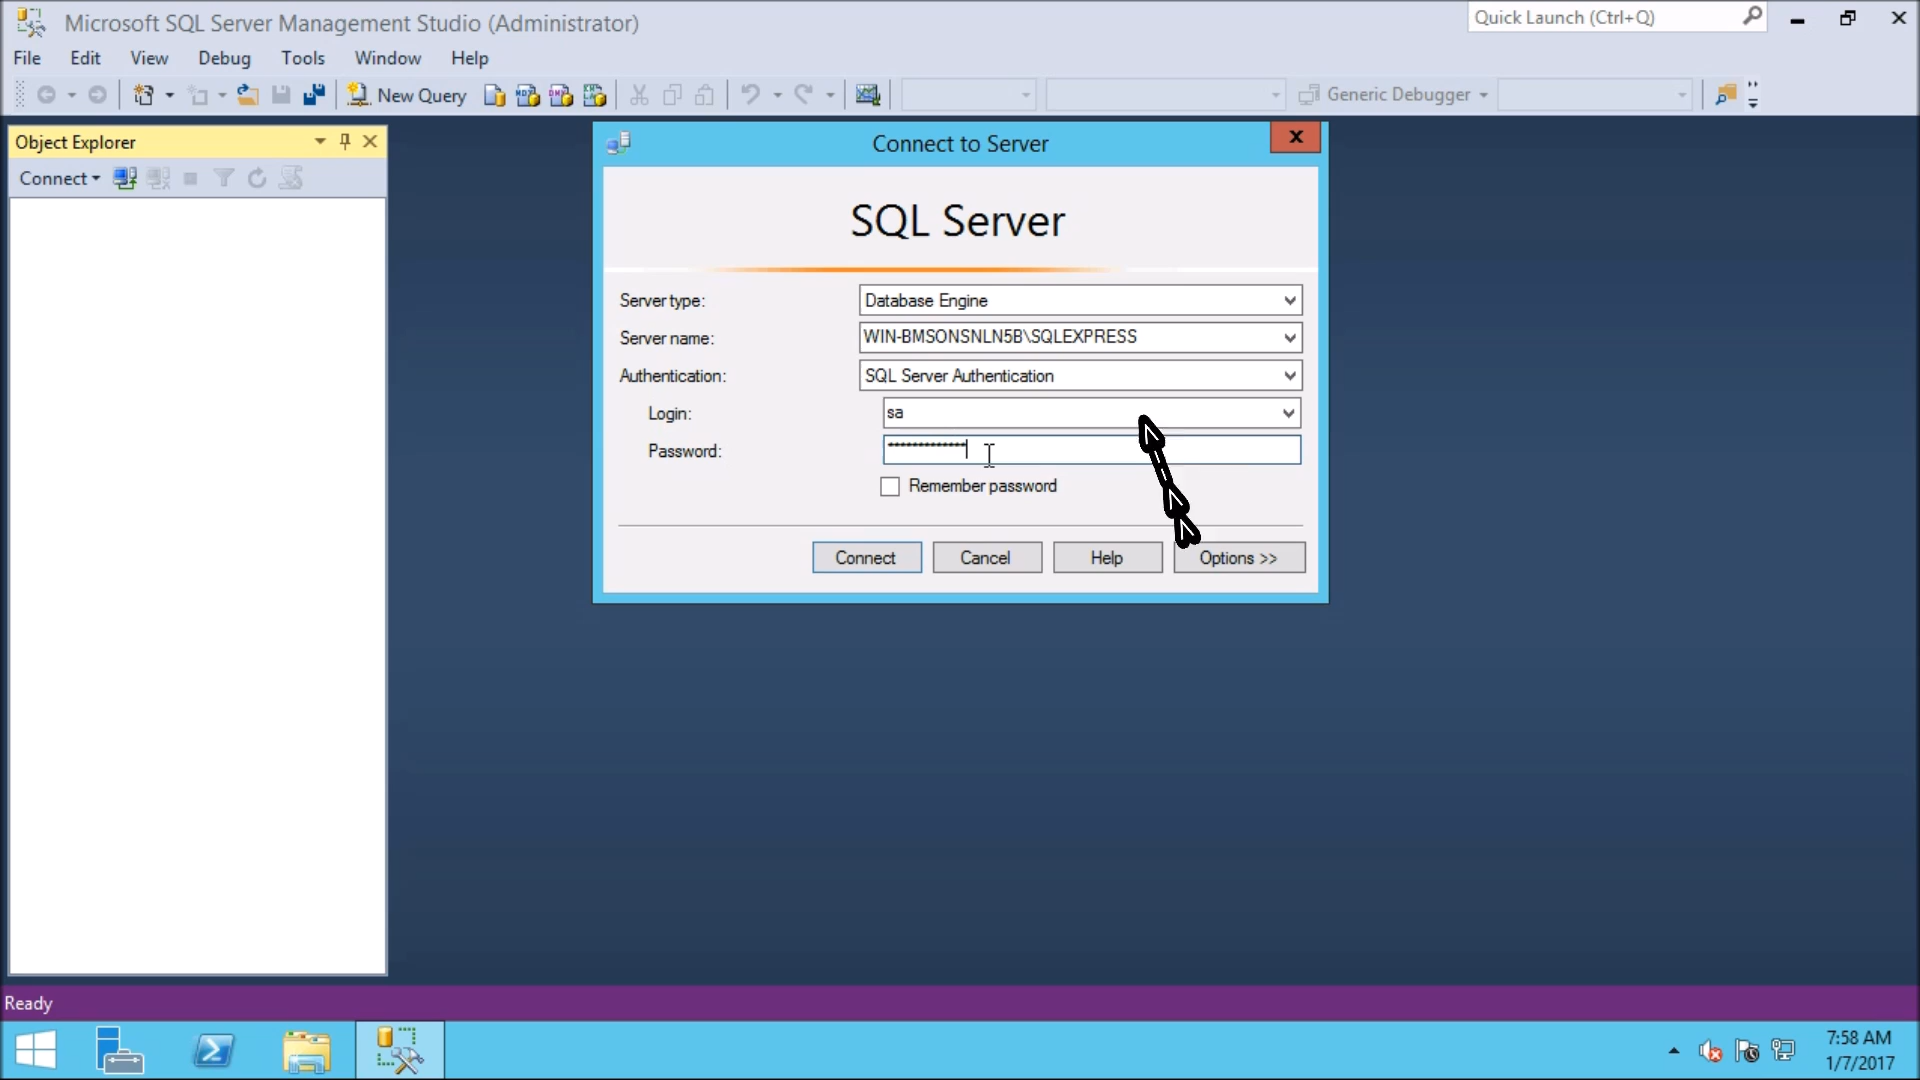 Microsoft SQL Server Management Studio (Administrator)
Quick Launch (Ctrl+Q)
File Edit View Debug Tools Window Help
New Query
Generic Debugger
Object Explorer
Connect
Connect to Server
SQL Server
Server type: Database Engine
Server name: WIN-BMSONSNLN5B\SQLEXPRESS
Authentication: SQL Server Authentication
Login: sa
Password: *************
Remember password
Connect Cancel Help Options >>
Ready
7:58 AM
1/7/2017